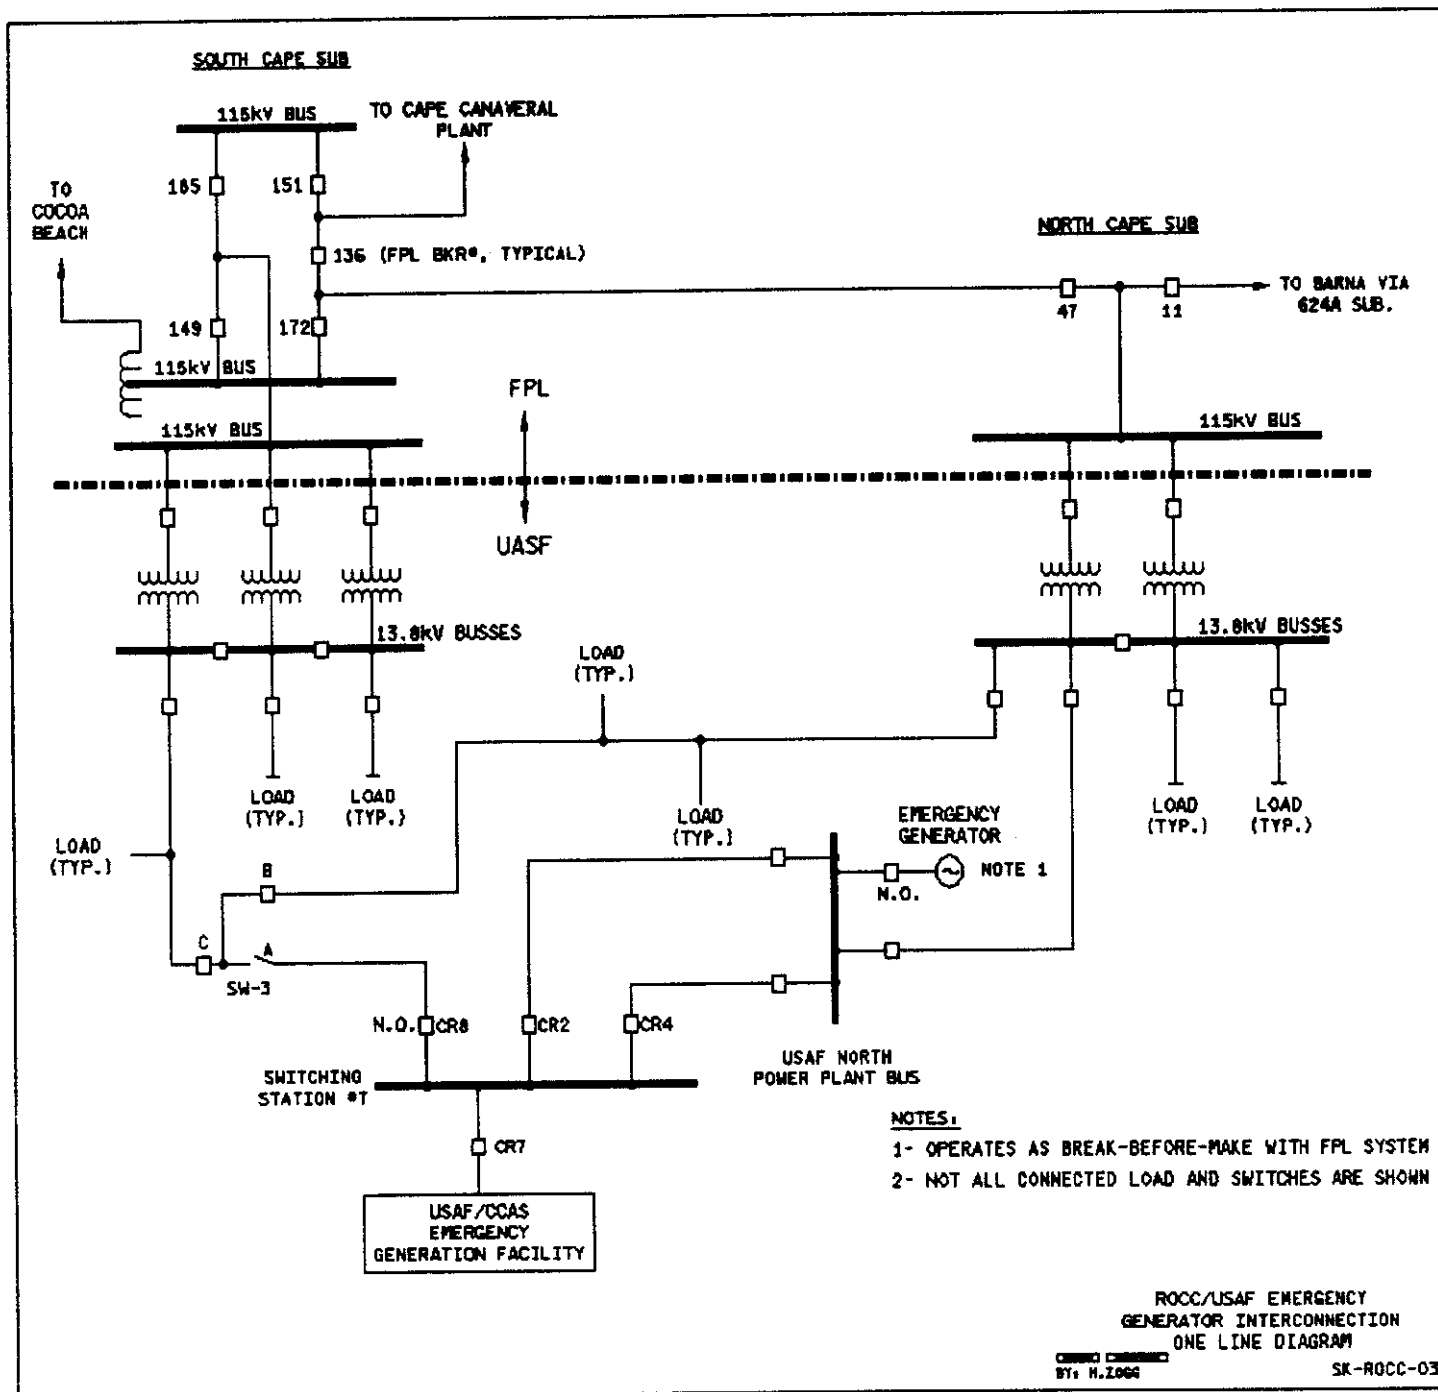 SOUTH CAPE SUB
115kV BUS
TO CAPE CANAVERAL
PLANT
185
151
TO
COCOA
BEACH
136 (FPL BKR#, TYPICAL)
NORTH CAPE SUB
TO BARNA VIA
624A SUB.
47
11
149
172
115kV BUS
FPL
115kV BUS
115kV BUS
UASF
13.8kV BUSSES
13.8kV BUSSES
LOAD
(TYP.)
LOAD
(TYP.)
LOAD
(TYP.)
LOAD
(TYP.)
LOAD
(TYP.)
LOAD
(TYP.)
LOAD
(TYP.)
EMERGENCY
GENERATOR
NOTE 1
N.O.
B
C
A
SW-3
N.O.
CR8
CR2
CR4
USAF NORTH
POWER PLANT BUS
SWITCHING
STATION #T
CR7
USAF/CCAS
EMERGENCY
GENERATION FACILITY
NOTES:
1- OPERATES AS BREAK-BEFORE-MAKE WITH FPL SYSTEM
2- NOT ALL CONNECTED LOAD AND SWITCHES ARE SHOWN
ROCC/USAF EMERGENCY
GENERATOR INTERCONNECTION
ONE LINE DIAGRAM
BY: H.ZOGG
SK-ROCC-03